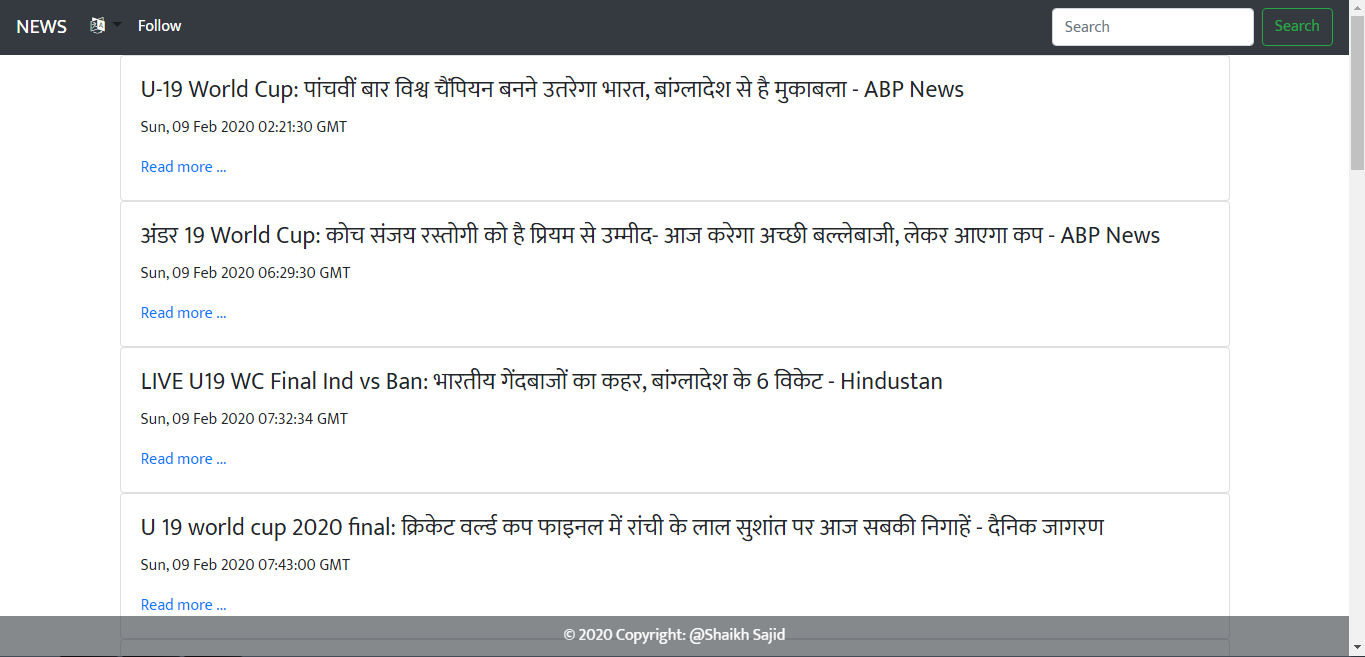 NEWS Follow Search Search
U-19 World Cup: पांचवीं बार विश्व चैंपियन बनने उतरेगा भारत, बांग्लादेश से है मुकाबला - ABP News
Sun, 09 Feb 2020 02:21:30 GMT
Read more ...
अंडर 19 World Cup: कोच संजय रस्तोगी को है प्रियम से उम्मीद- आज करेगा अच्छी बल्लेबाजी, लेकर आएगा कप - ABP News
Sun, 09 Feb 2020 06:29:30 GMT
Read more ...
LIVE U19 WC Final Ind vs Ban: भारतीय गेंदबाजों का कहर, बांग्लादेश के 6 विकेट - Hindustan
Sun, 09 Feb 2020 07:32:34 GMT
Read more ...
U 19 world cup 2020 final: क्रिकेट वर्ल्ड कप फाइनल में रांची के लाल सुशांत पर आज सबकी निगाहें - दैनिक जागरण
Sun, 09 Feb 2020 07:43:00 GMT
Read more ...
© 2020 Copyright: @Shaikh Sajid